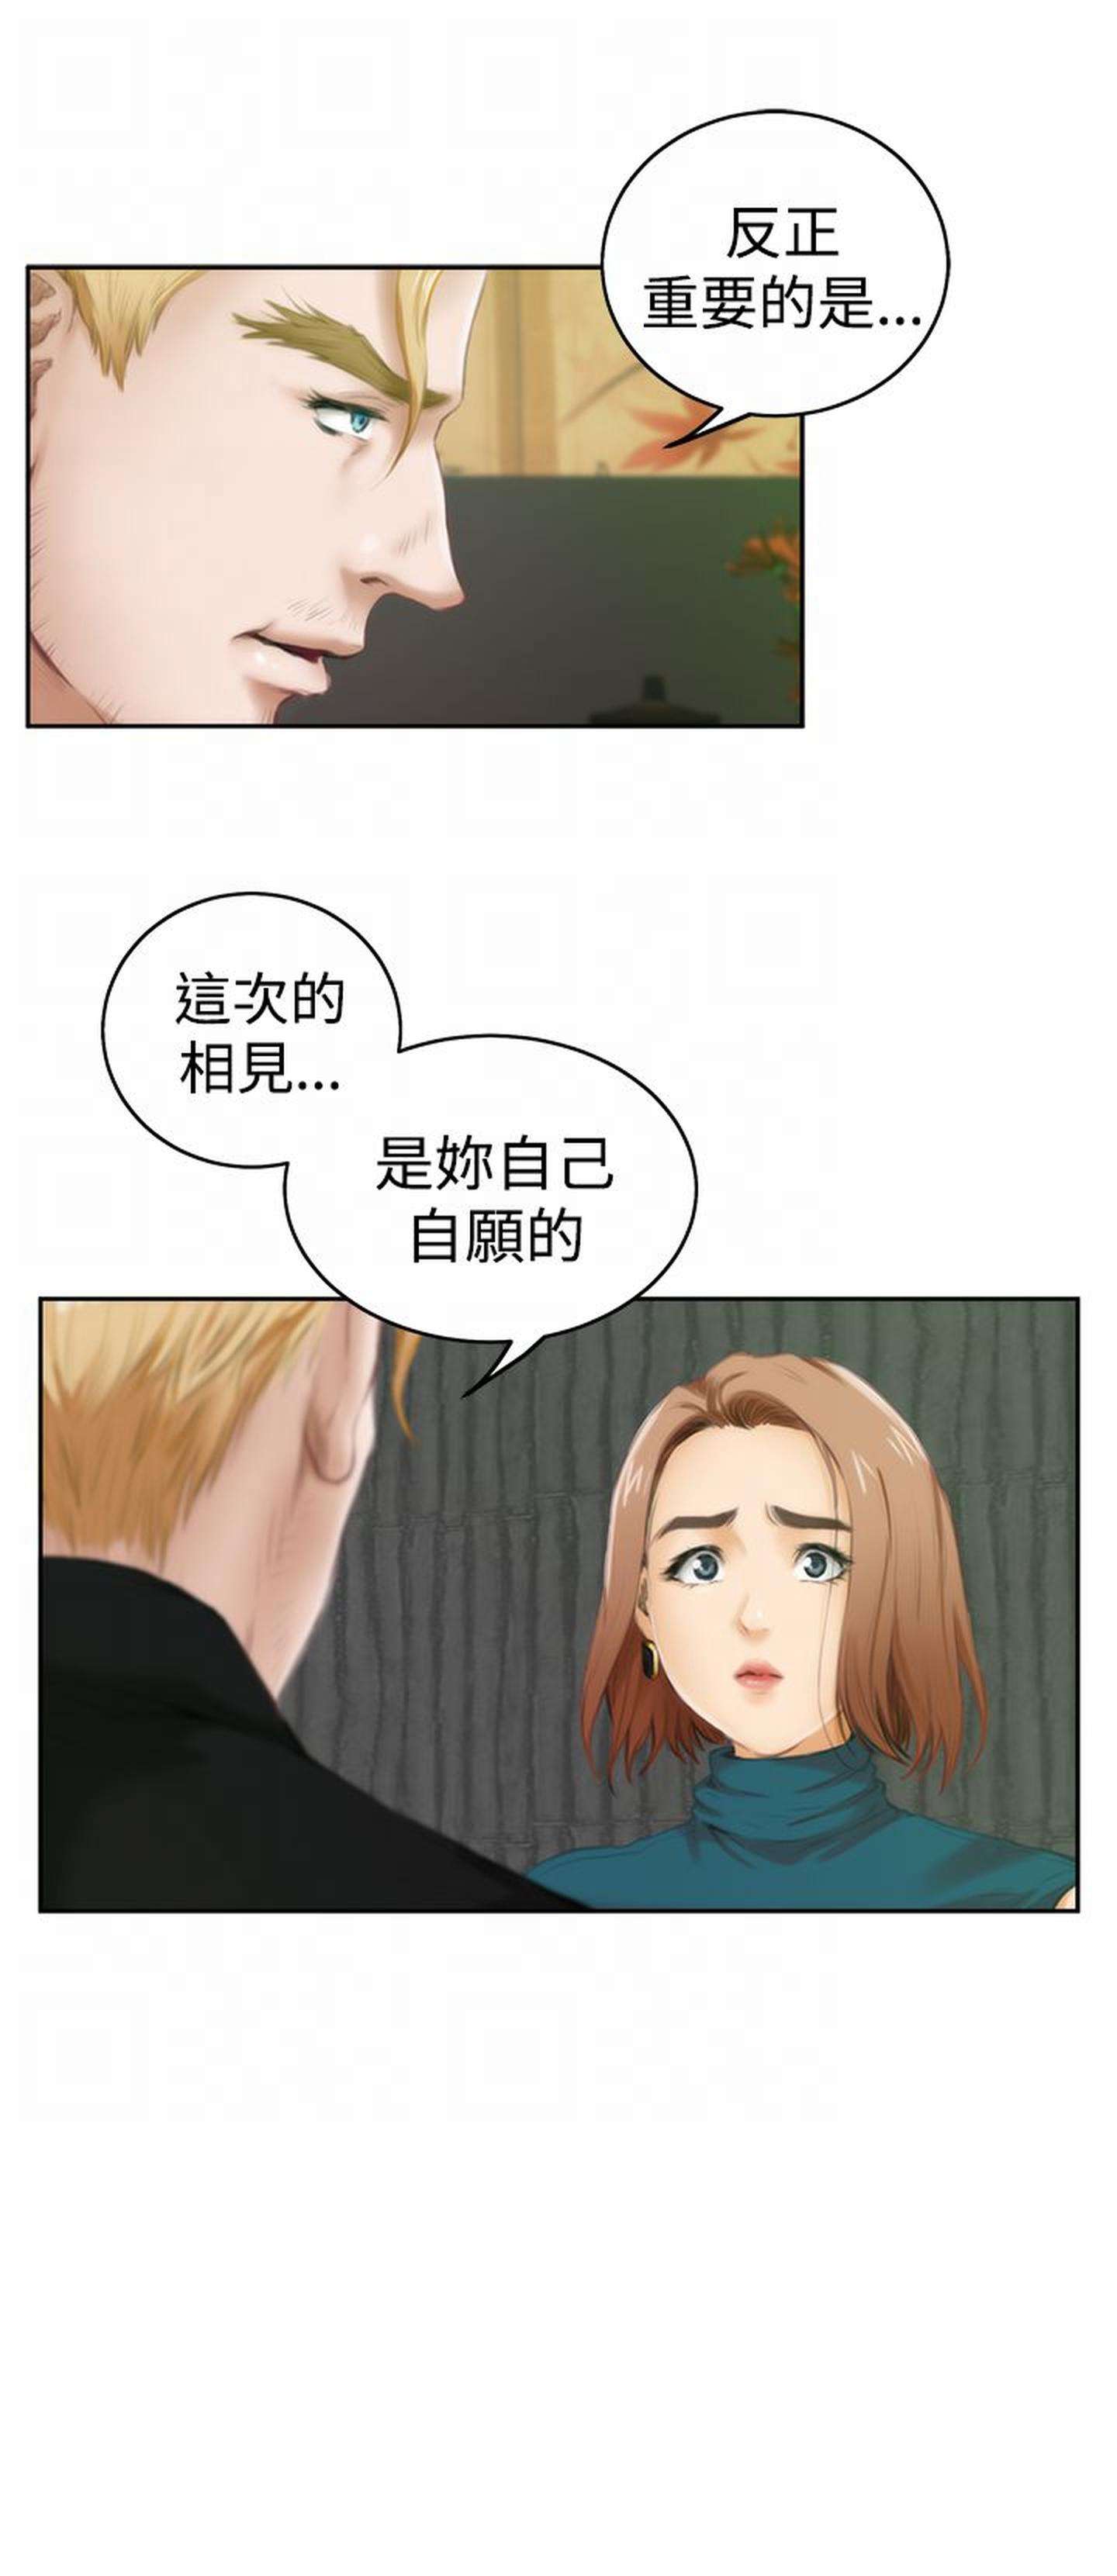 反正
重要的是…
這次的
相見…
是妳自己
自願的